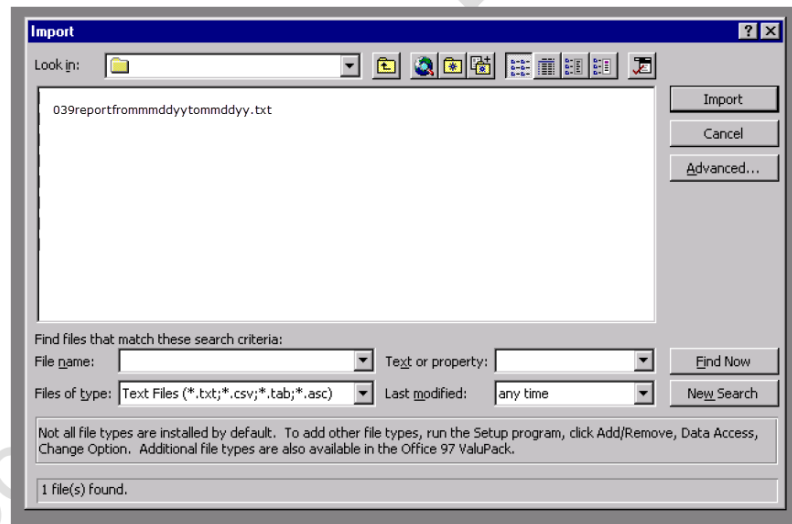 Import
Look in:
039reportfrommmddyytommddyy.txt
Import
Cancel
Advanced...
Find files that match these search criteria:
File name: Text or property: Find Now
Files of type: Text Files (*.txt;*.csv;*.tab;*.asc) Last modified: any time New Search
Not all file types are installed by default. To add other file types, run the Setup program, click Add/Remove, Data Access,
Change Option. Additional file types are also available in the Office 97 ValuPack.
1 file(s) found.